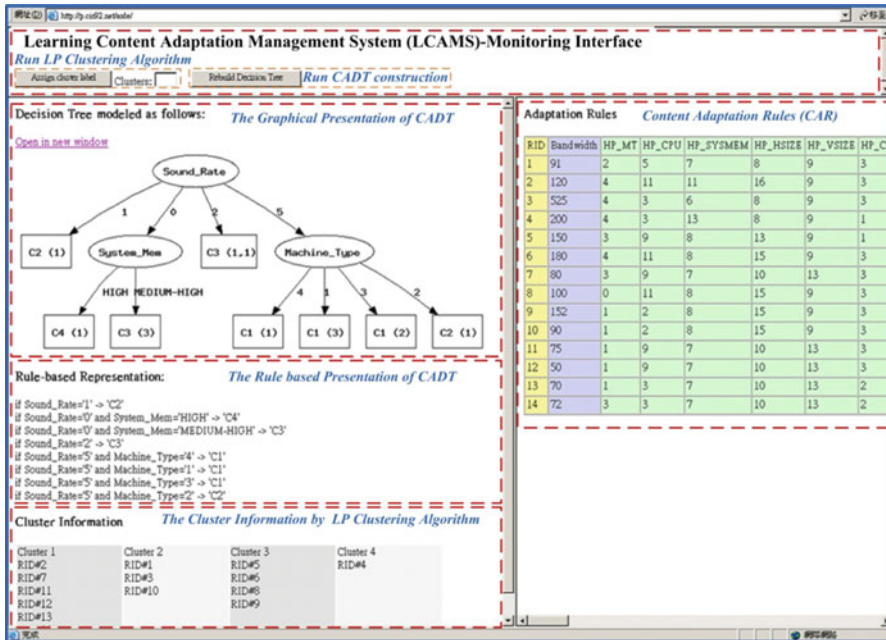 網址(D) http://p.cis92.net/side/
Learning Content Adaptation Management System (LCAMS)-Monitoring Interface
Run LP Clustering Algorithm
Assign cluster label Clusters: Rebuild Decision Tree Run CADT construction
Decision Tree modeled as follows: The Graphical Presentation of CADT
Open in new window
Sound_Rate
1 0 2 5
C2 (1) System_Mem C3 (1,1) Machine_Type
HIGH MEDIUM-HIGH 4 1 3 2
C4 (1) C3 (3) C1 (1) C1 (3) C1 (2) C2 (1)
Rule-based Representation: The Rule based Presentation of CADT
if Sound_Rate='1' -> 'C2'
if Sound_Rate='0' and System_Mem='HIGH' -> 'C4'
if Sound_Rate='0' and System_Mem='MEDIUM-HIGH' -> 'C3'
if Sound_Rate='2' -> 'C3'
if Sound_Rate='5' and Machine_Type='4' -> 'C1'
if Sound_Rate='5' and Machine_Type='1' -> 'C1'
if Sound_Rate='5' and Machine_Type='3' -> 'C1'
if Sound_Rate='5' and Machine_Type='2' -> 'C2'
Cluster Information The Cluster Information by LP Clustering Algorithm
Cluster 1 Cluster 2 Cluster 3 Cluster 4
RID#2 RID#1 RID#5 RID#4
RID#7 RID#3 RID#6
RID#11 RID#10 RID#8
RID#12 RID#9
RID#13
Adaptation Rules Content Adaptation Rules (CAR)
RID Bandwidth HP_MT HP_CPU HP_SYSMEM HP_HSIZE HP_VSIZE HP_C
1 91 2 5 7 8 9 3
2 120 4 11 11 16 9 3
3 525 4 3 6 8 9 3
4 200 4 3 13 8 9 1
5 150 3 9 8 13 9 1
6 180 4 11 8 15 9 3
7 80 3 9 7 10 13 3
8 100 0 11 8 15 9 3
9 152 1 2 8 15 9 3
10 90 1 2 8 15 9 3
11 75 1 9 7 10 13 3
12 50 1 9 7 10 13 3
13 70 1 3 7 10 13 2
14 72 3 3 7 10 13 2
完成